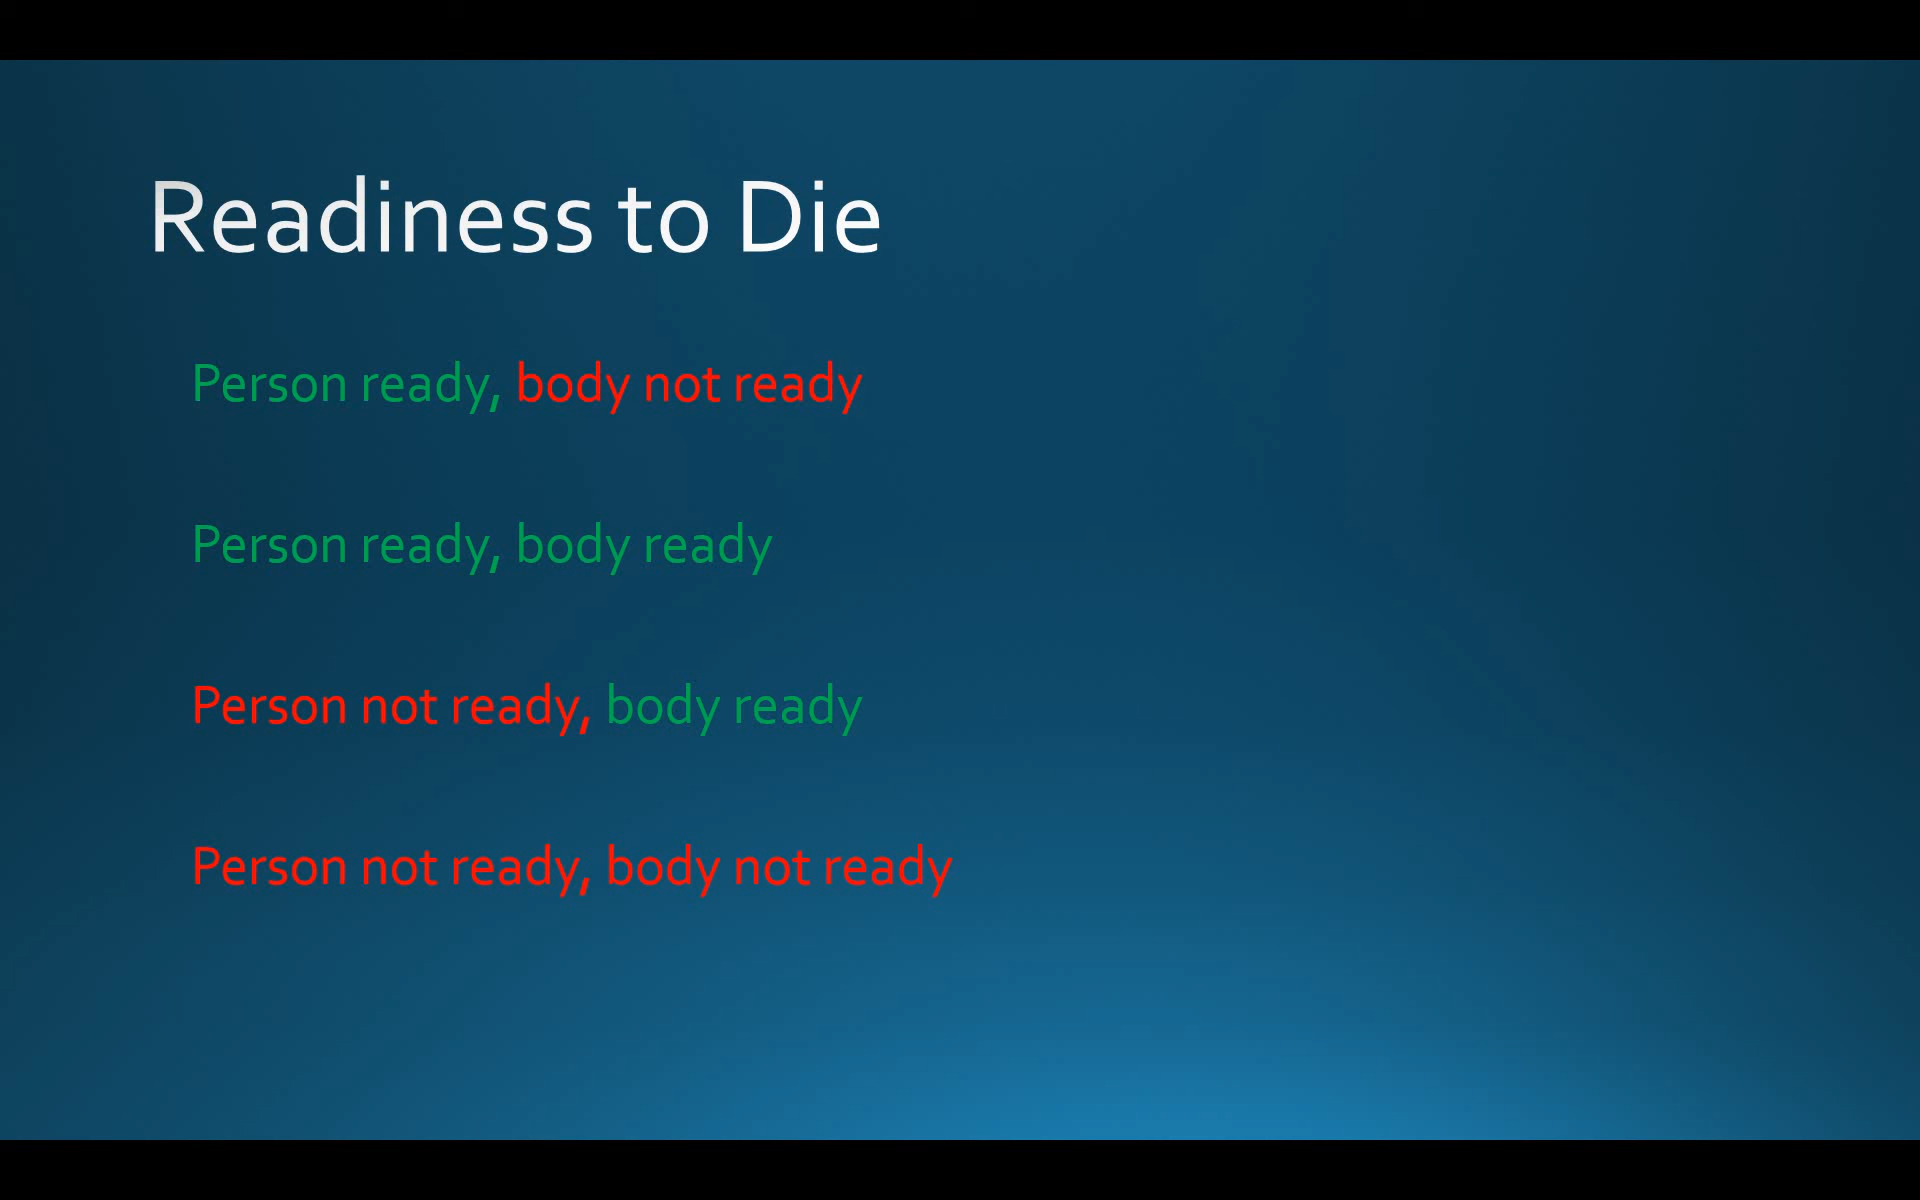 Readiness to Die
Person ready, body not ready
Person ready, body ready
Person not ready, body ready
Person not ready, body not ready